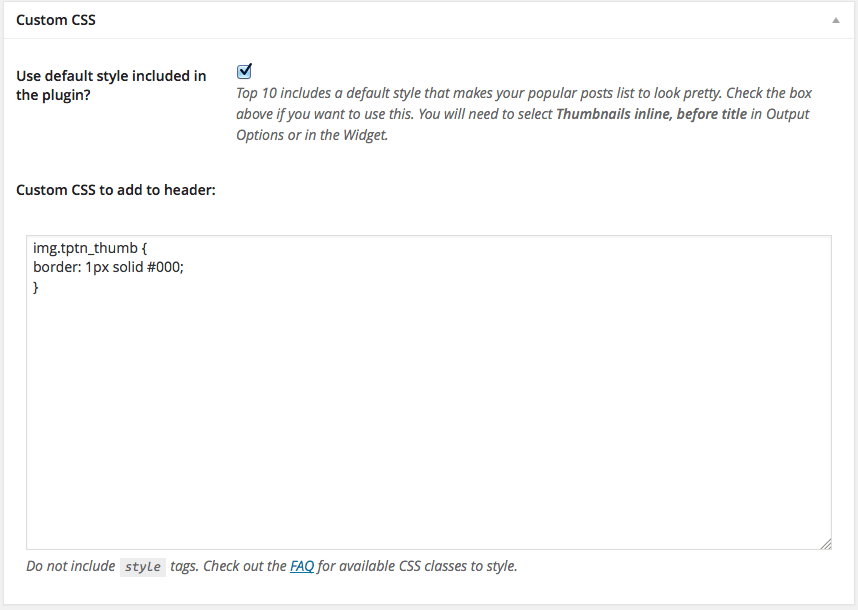 Custom CSS
Use default style included in
the plugin?
Top 10 includes a default style that makes your popular posts list to look pretty. Check the box
above if you want to use this. You will need to select Thumbnails inline, before title in Output
Options or in the Widget.
Custom CSS to add to header:
img.tptn_thumb {
border: 1px solid #000;
}
Do not include style tags. Check out the FAQ for available CSS classes to style.